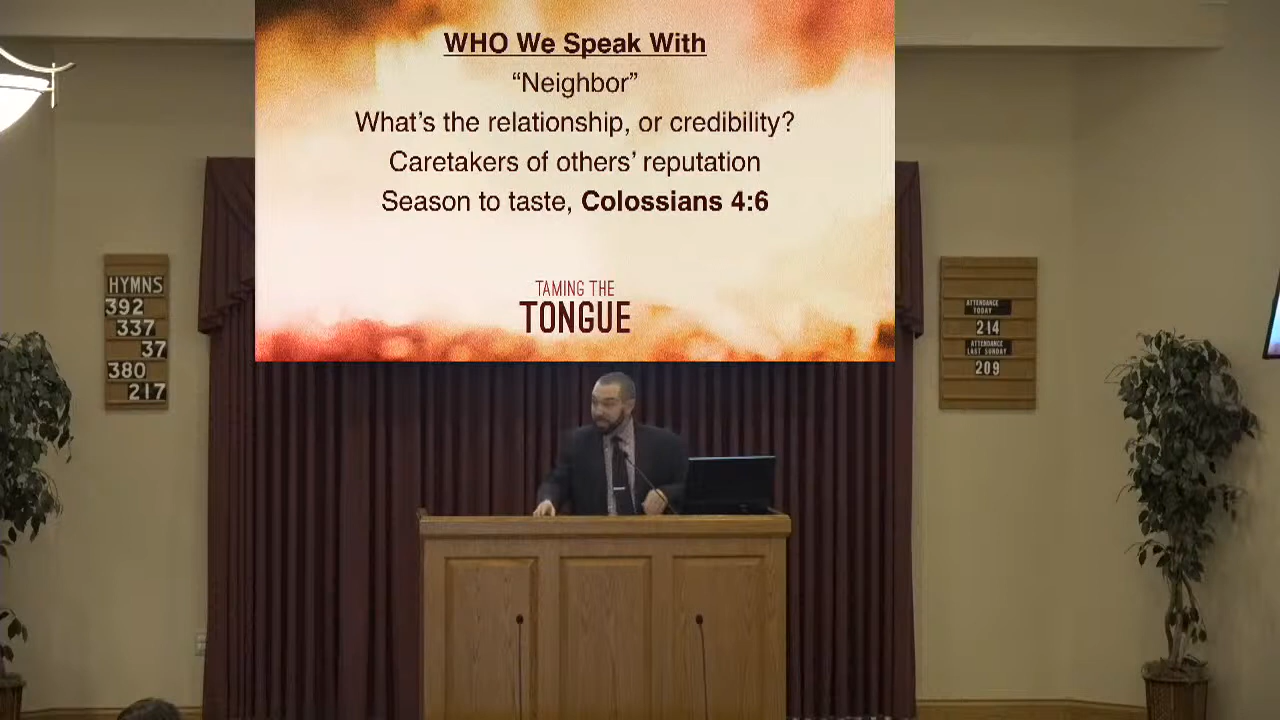 WHO We Speak With
“Neighbor”
What’s the relationship, or credibility?
Caretakers of others’ reputation
Season to taste, Colossians 4:6
TAMING THE
TONGUE
HYMNS
392
337
37
380
217
ATTENDANCE
TODAY
214
ATTENDANCE
LAST SUNDAY
209